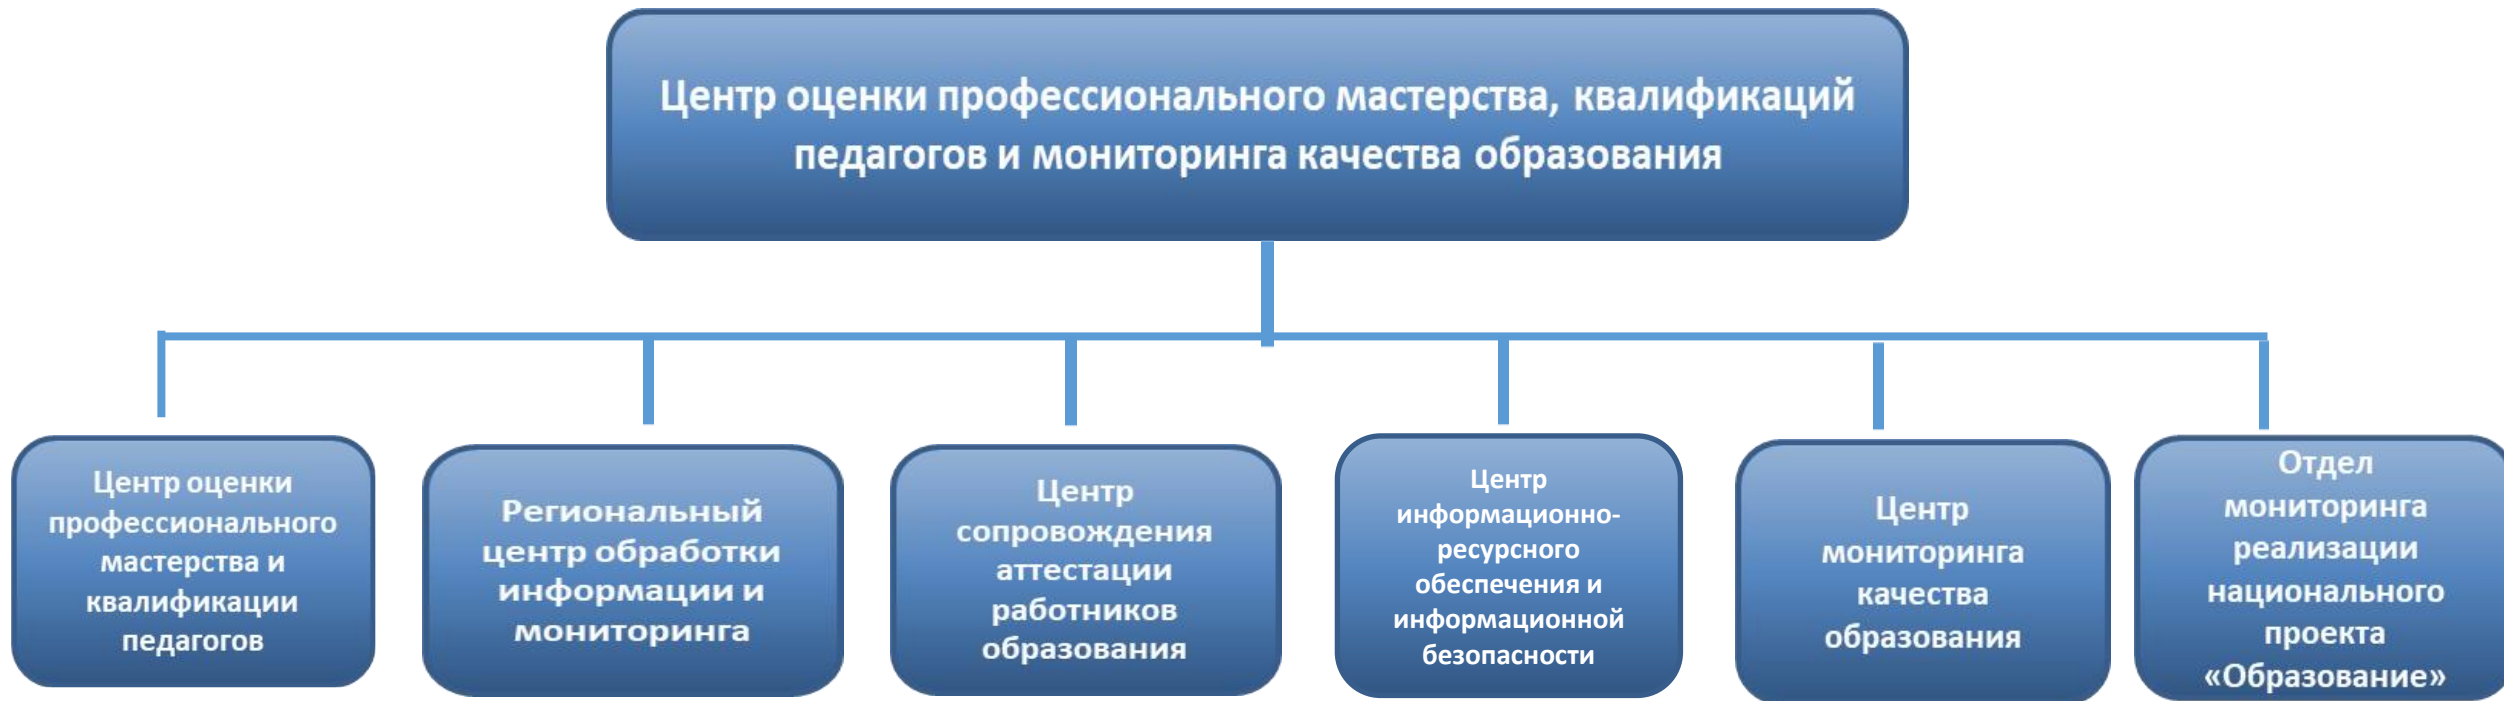 Центр оценки профессионального мастерства, квалификаций
педагогов и мониторинга качества образования
Центр оценки
профессионального
мастерства и
квалификации
педагогов
Региональный
центр обработки
информации и
мониторинга
Центр
сопровождения
аттестации
работников
образования
Центр
информационно-
ресурсного
обеспечения и
информационной
безопасности
Центр
мониторинга
качества
образования
Отдел
мониторинга
реализации
национального
проекта
«Образование»